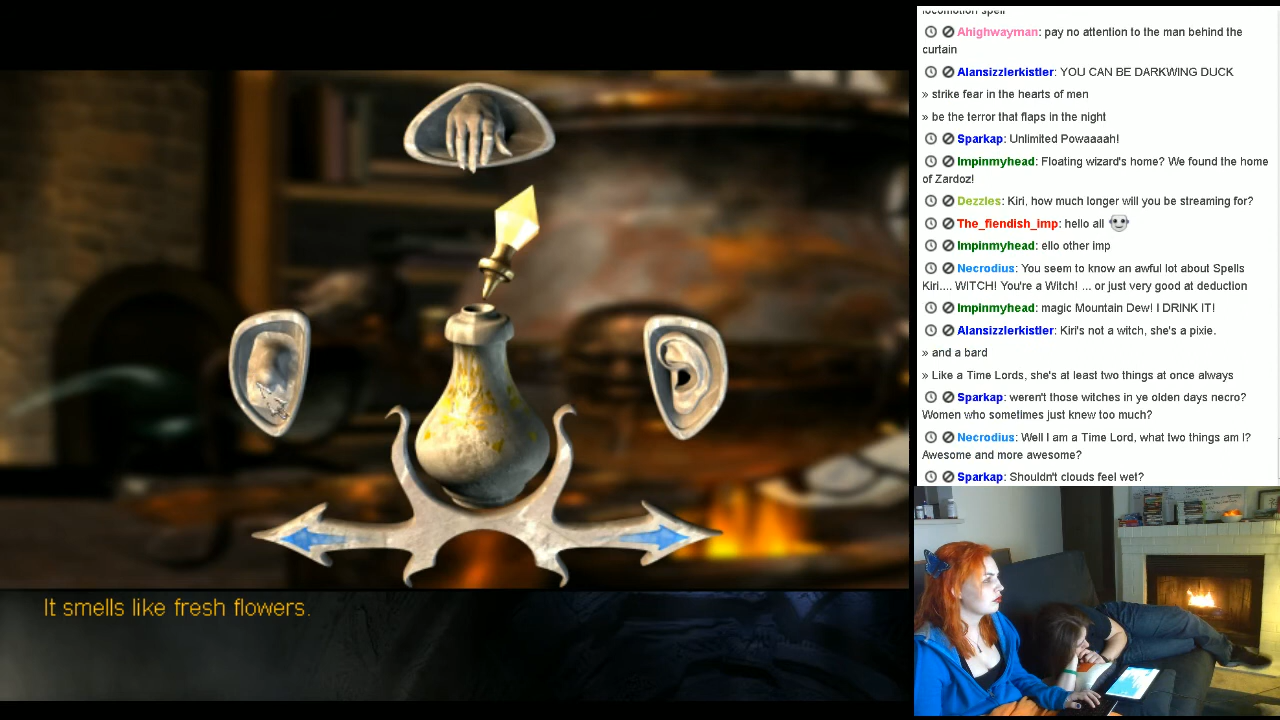 locomotion spell
Ahighwayman: pay no attention to the man behind the
curtain
Alansizzlerkistler: YOU CAN BE DARKWING DUCK
» strike fear in the hearts of men
» be the terror that flaps in the night
Sparkap: Unlimited Powaaaah!
Impinmyhead: Floating wizard's home? We found the home
of Zardoz!
Dezzles: Kiri, how much longer will you be streaming for?
The_fiendish_imp: hello all
Impinmyhead: ello other imp
Necrodius: You seem to know an awful lot about Spells
Kiri.... WITCH! You're a Witch! ... or just very good at deduction
Impinmyhead: magic Mountain Dew! I DRINK IT!
Alansizzlerkistler: Kiri's not a witch, she's a pixie.
» and a bard
» Like a Time Lords, she's at least two things at once always
Sparkap: weren't those witches in ye olden days necro?
Women who sometimes just knew too much?
Necrodius: Well I am a Time Lord, what two things am I?
Awesome and more awesome?
Sparkap: Shouldn't clouds feel wet?
It smells like fresh flowers.